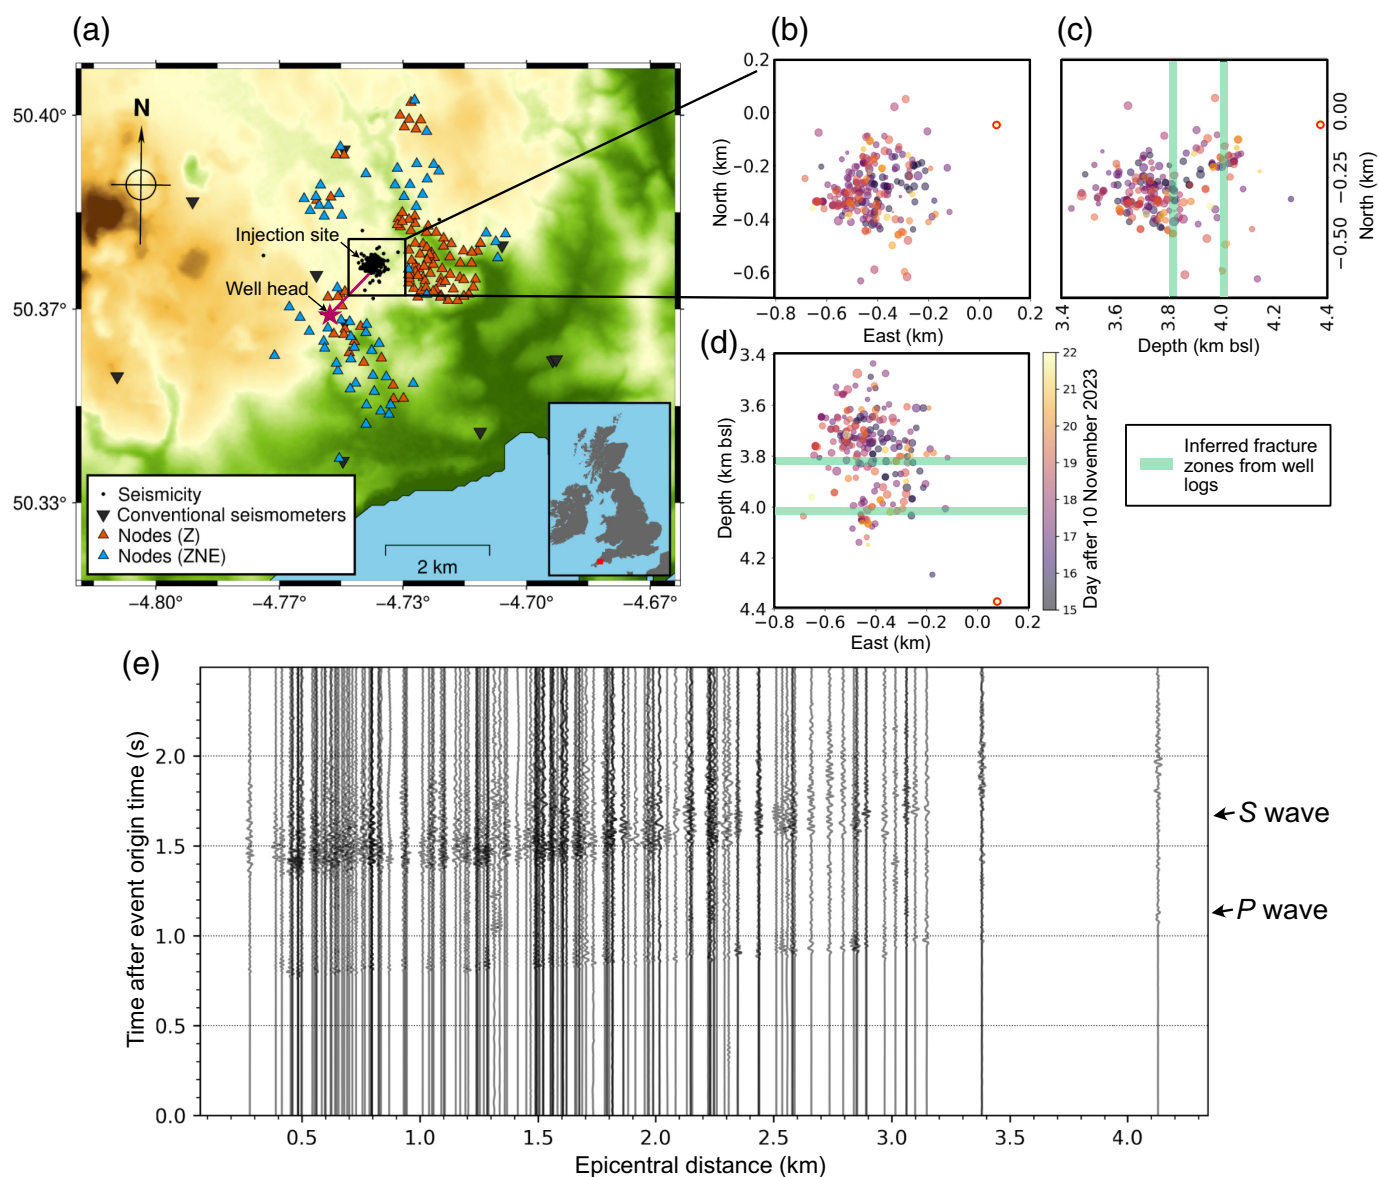 (a)
(b)
(c)
50.40°
50.37°
50.33°
N
Injection site
Well head
Seismicity
Conventional seismometers
Nodes (Z)
Nodes (ZNE)
2 km
−4.80°
−4.77°
−4.73°
−4.70°
−4.67°
0.2
0.0
−0.2
−0.4
−0.6
North (km)
−0.8 −0.6 −0.4 −0.2 0.0 0.2
East (km)
0.00
−0.25
−0.50
North (km)
3.4 3.6 3.8 4.0 4.2 4.4
Depth (km bsl)
(d)
3.4
3.6
3.8
4.0
4.2
4.4
Depth (km bsl)
−0.8 −0.6 −0.4 −0.2 0.0 0.2
East (km)
22
21
20
19
18
17
16
15
Day after 10 November 2023
Inferred fracture
zones from well
logs
(e)
2.0
1.5
1.0
0.5
0.0
Time after event origin time (s)
0.5 1.0 1.5 2.0 2.5 3.0 3.5 4.0
Epicentral distance (km)
S wave
P wave